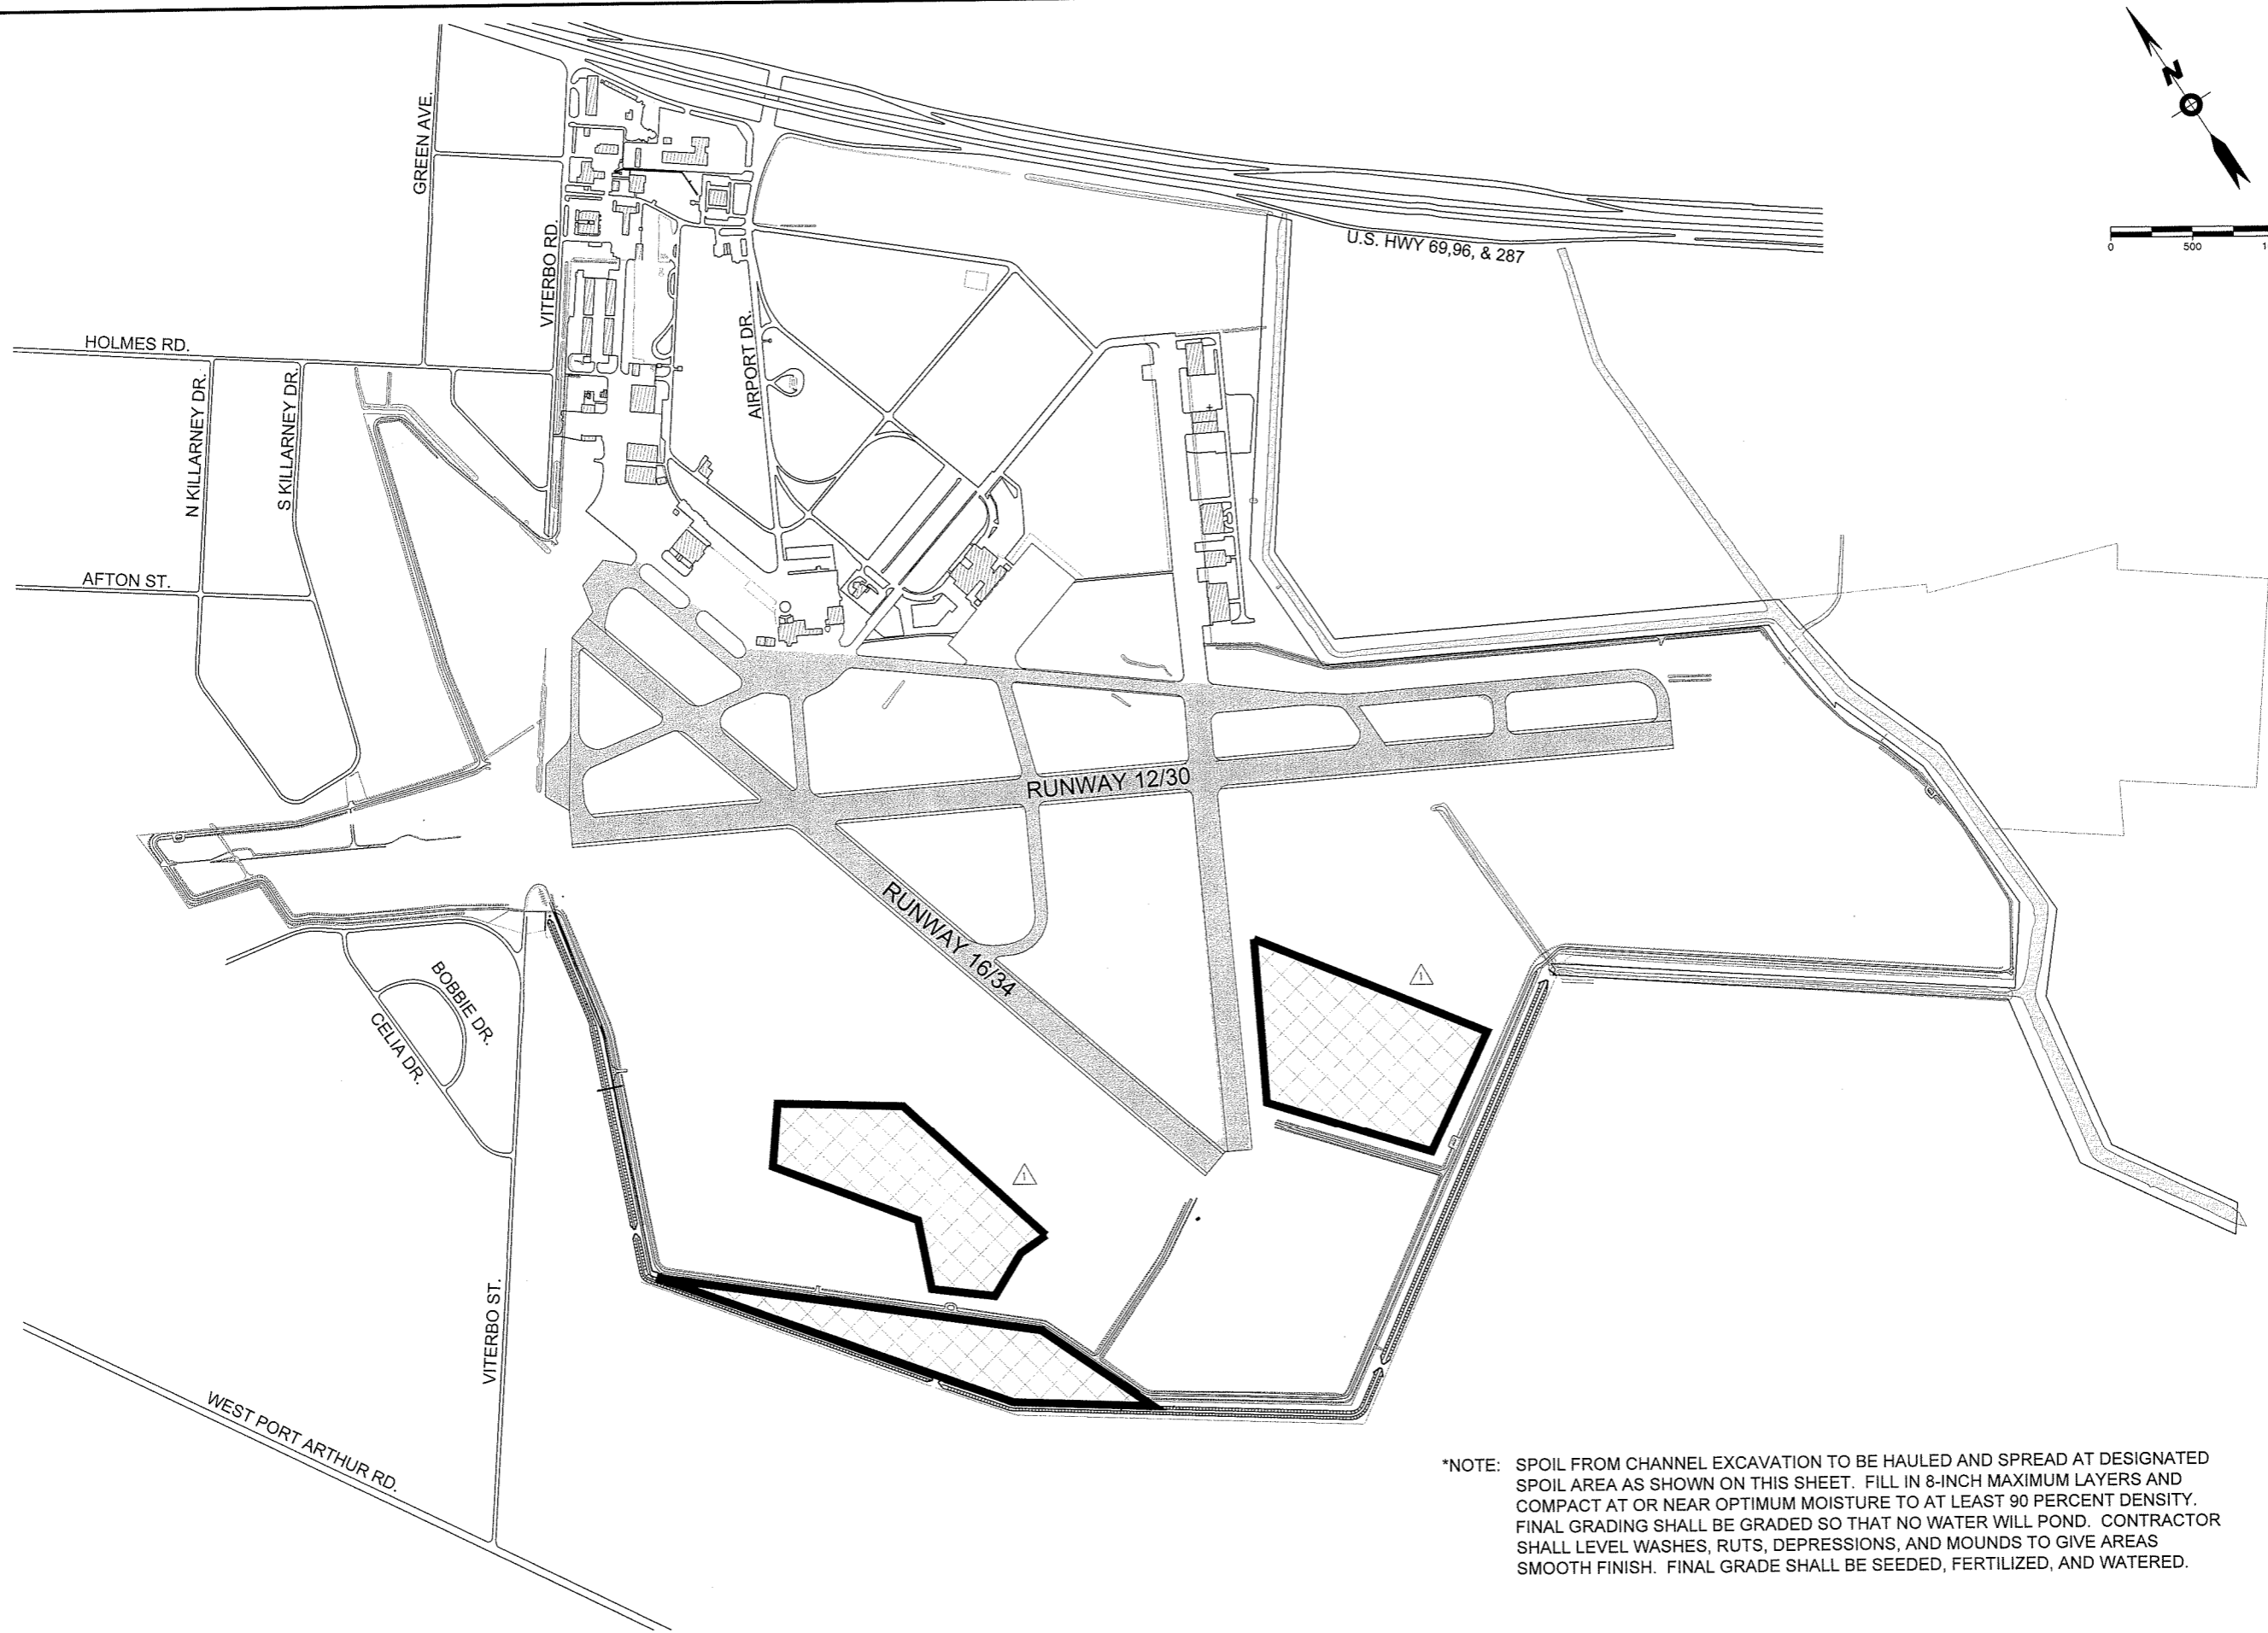 N
0 500
GREEN AVE.
VITERBO RD.
U.S. HWY 69,96, & 287
HOLMES RD.
N KILLARNEY DR.
S KILLARNEY DR.
AIRPORT DR.
AFTON ST.
RUNWAY 12/30
RUNWAY 16/34
BOBBIE DR.
CELIA DR.
1
1
VITERBO ST.
WEST PORT ARTHUR RD.
*NOTE: SPOIL FROM CHANNEL EXCAVATION TO BE HAULED AND SPREAD AT DESIGNATED
SPOIL AREA AS SHOWN ON THIS SHEET. FILL IN 8-INCH MAXIMUM LAYERS AND
COMPACT AT OR NEAR OPTIMUM MOISTURE TO AT LEAST 90 PERCENT DENSITY.
FINAL GRADING SHALL BE GRADED SO THAT NO WATER WILL POND. CONTRACTOR
SHALL LEVEL WASHES, RUTS, DEPRESSIONS, AND MOUNDS TO GIVE AREAS
SMOOTH FINISH. FINAL GRADE SHALL BE SEEDED, FERTILIZED, AND WATERED.